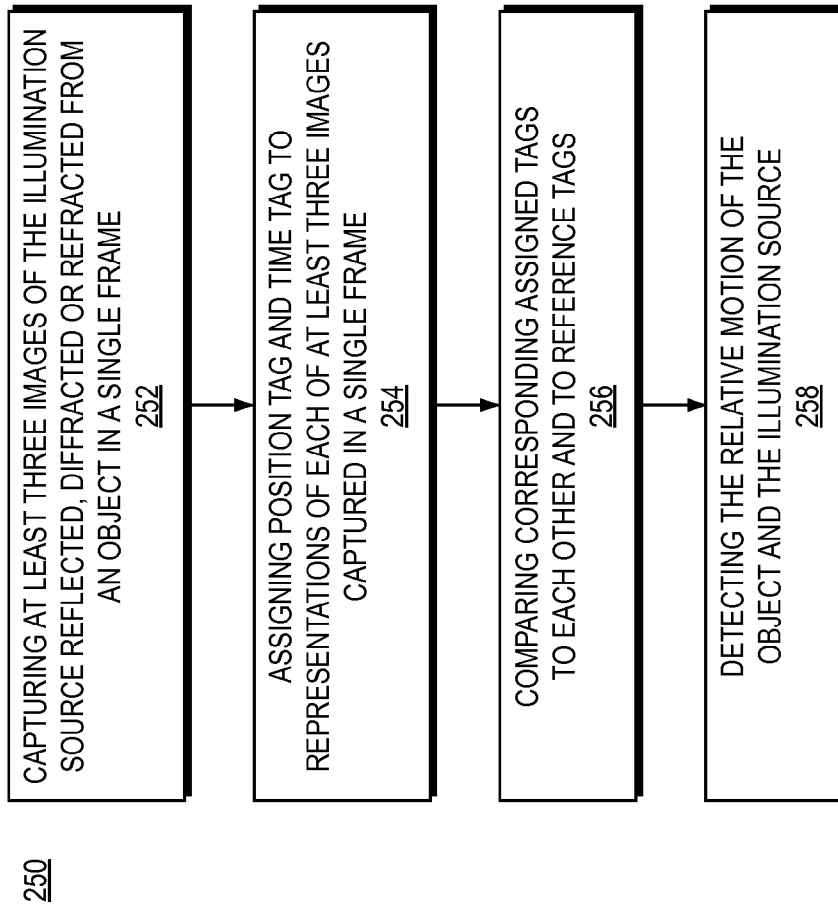 250
CAPTURING AT LEAST THREE IMAGES OF THE ILLUMINATION
SOURCE REFLECTED, DIFFRACTED OR REFRACTED FROM
AN OBJECT IN A SINGLE FRAME
252
ASSIGNING POSITION TAG AND TIME TAG TO
REPRESENTATIONS OF EACH OF AT LEAST THREE IMAGES
CAPTURED IN A SINGLE FRAME
254
COMPARING CORRESPONDING ASSIGNED TAGS
TO EACH OTHER AND TO REFERENCE TAGS
256
DETECTING THE RELATIVE MOTION OF THE
OBJECT AND THE ILLUMINATION SOURCE
258